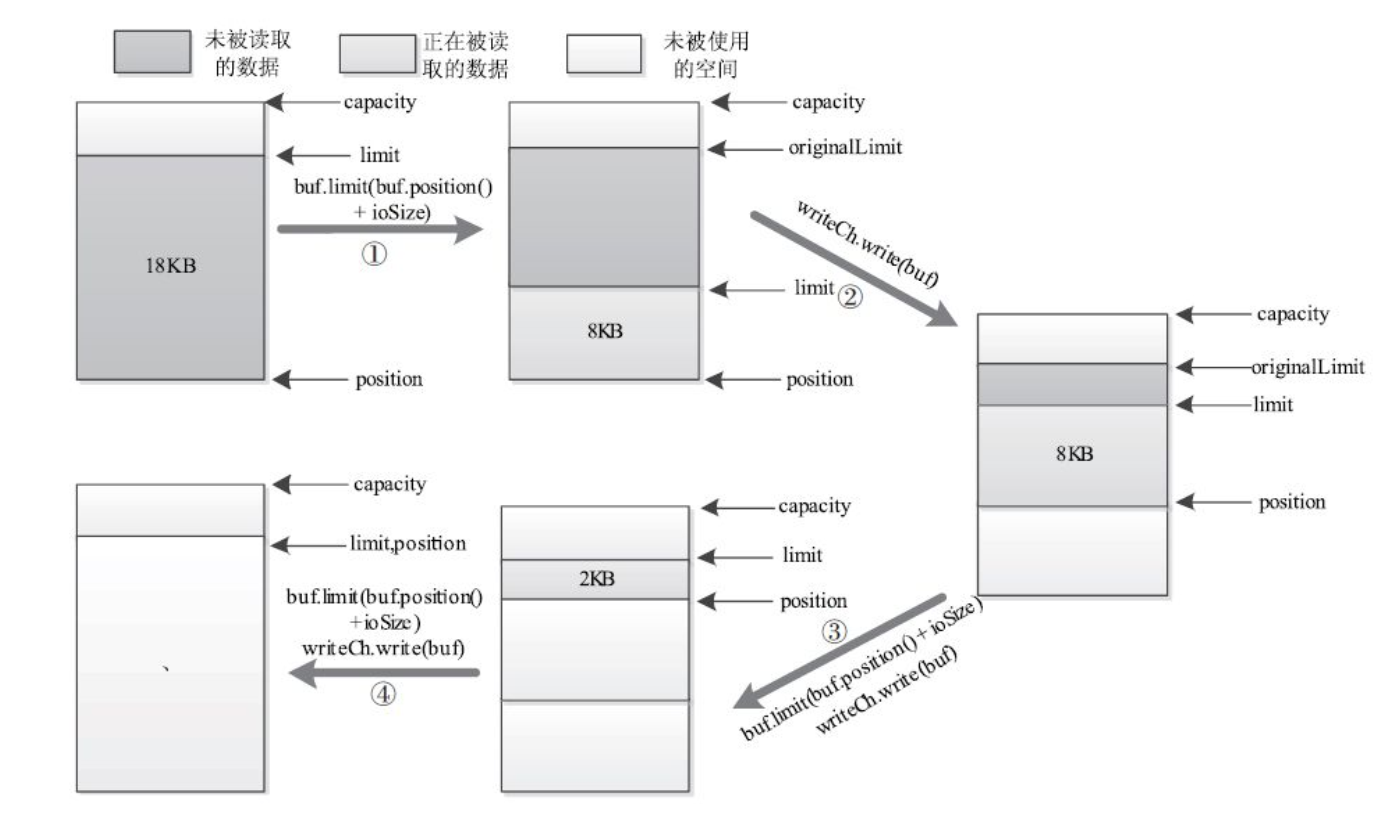 未被读取
的数据
正在被读
取的数据
未被使用
的空间
capacity
limit
buf.limit(buf.position()
+ ioSize)
①
18KB
position
capacity
originalLimit
limit
8KB
position
writeCh.write(buf)
②
capacity
originalLimit
limit
8KB
position
③
buf.limit(buf.position() + ioSize)
writeCh.write(buf)
capacity
limit
2KB
position
buf.limit(buf.position()
+ioSize)
writeCh.write(buf)
④
capacity
limit,position
、